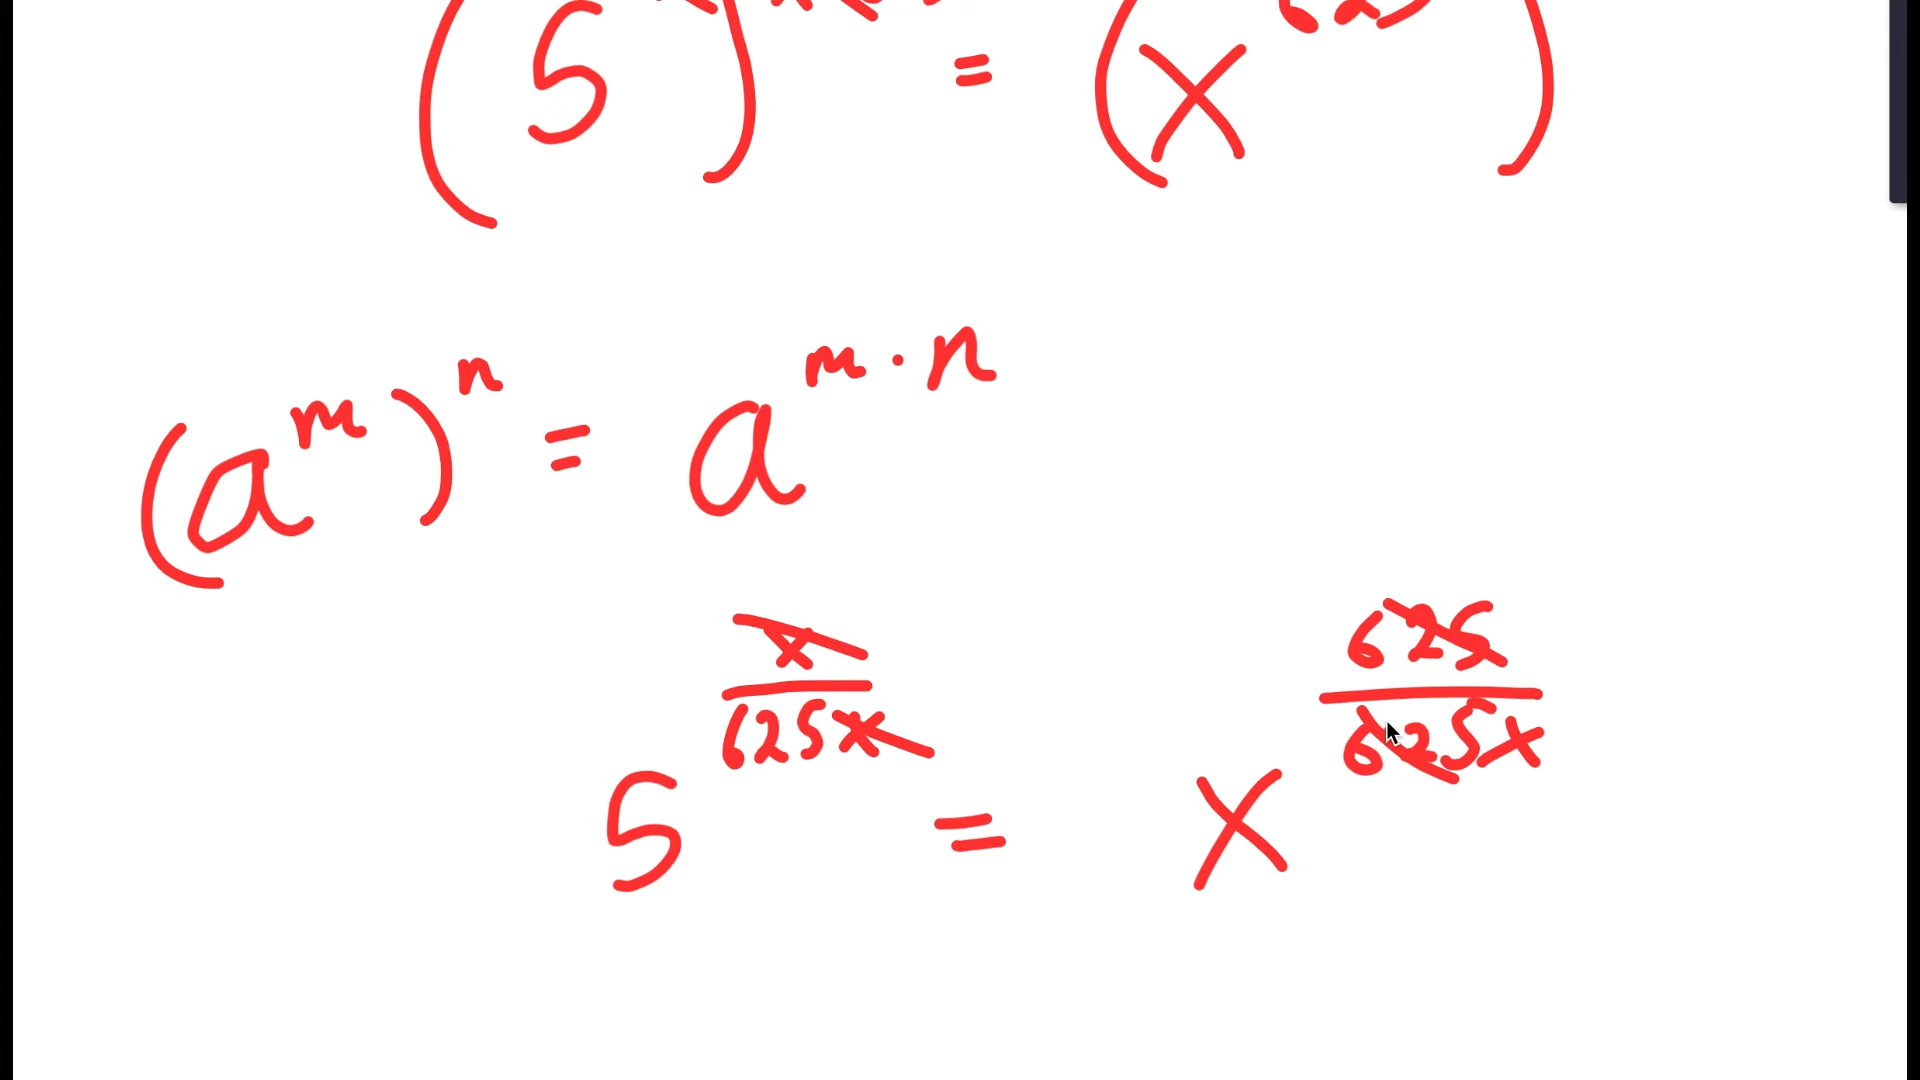 (5 ) = (x )
(a^m)^n = a^{m·n}
5^{x/625x} = x^{625/625x}